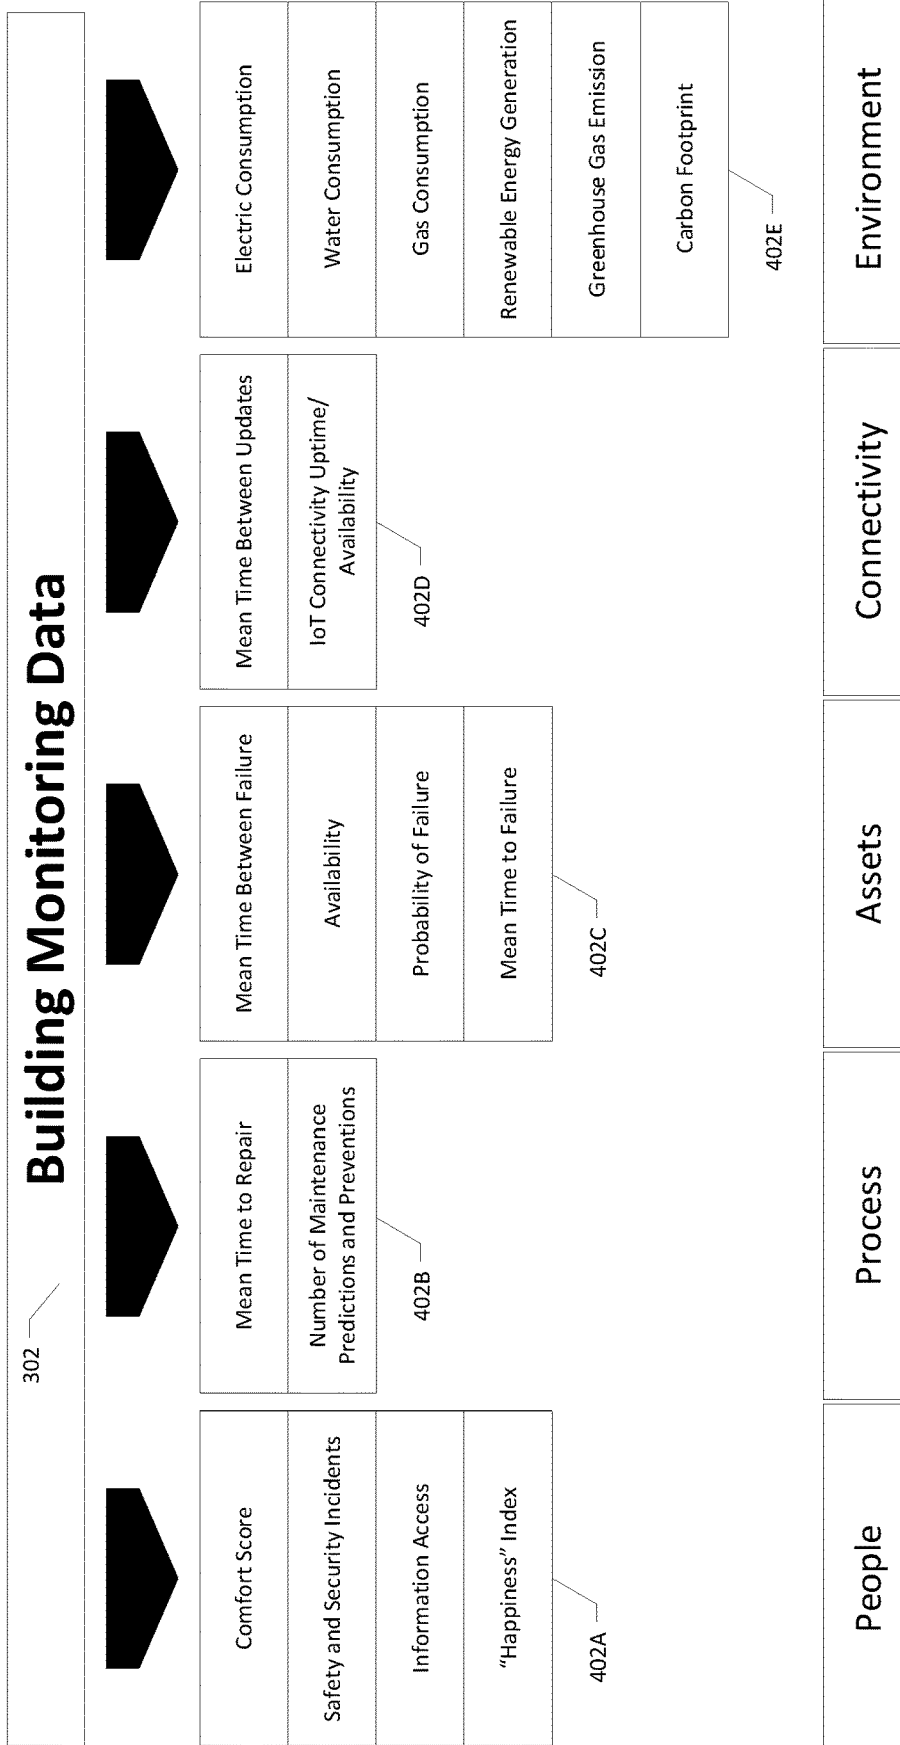 Building Monitoring Data
302
Comfort Score
Safety and Security Incidents
Information Access
“Happiness” Index
402A
Mean Time to Repair
Number of Maintenance
Predictions and Preventions
402B
Mean Time Between Failure
Availability
Probability of Failure
Mean Time to Failure
402C
Mean Time Between Updates
IoT Connectivity Uptime/
Availability
402D
Electric Consumption
Water Consumption
Gas Consumption
Renewable Energy Generation
Greenhouse Gas Emission
Carbon Footprint
402E
People
Process
Assets
Connectivity
Environment